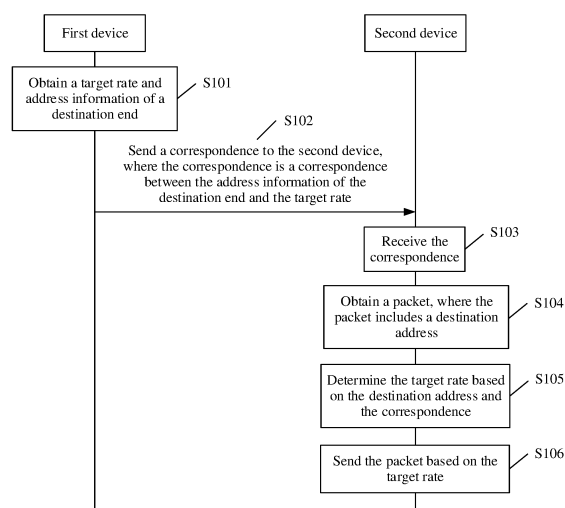 First device
Second device
Obtain a target rate and
address information of a
destination end
S101
S102
Send a correspondence to the second device,
where the correspondence is a correspondence
between the address information of the
destination end and the target rate
Receive the
correspondence
S103
Obtain a packet, where the
packet includes a destination
address
S104
Determine the target rate based
on the destination address and
the correspondence
S105
Send the packet based on the
target rate
S106